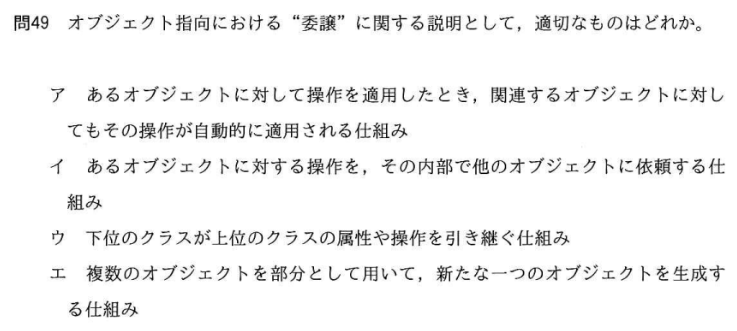 問49 オブジェクト指向における“委譲”に関する説明として，適切なものはどれか。
ア あるオブジェクトに対して操作を適用したとき，関連するオブジェクトに対し
てもその操作が自動的に適用される仕組み
イ あるオブジェクトに対する操作を，その内部で他のオブジェクトに依頼する仕
組み
ウ 下位のクラスが上位のクラスの属性や操作を引き継ぐ仕組み
エ 複数のオブジェクトを部分として用いて，新たな一つのオブジェクトを生成す
る仕組み